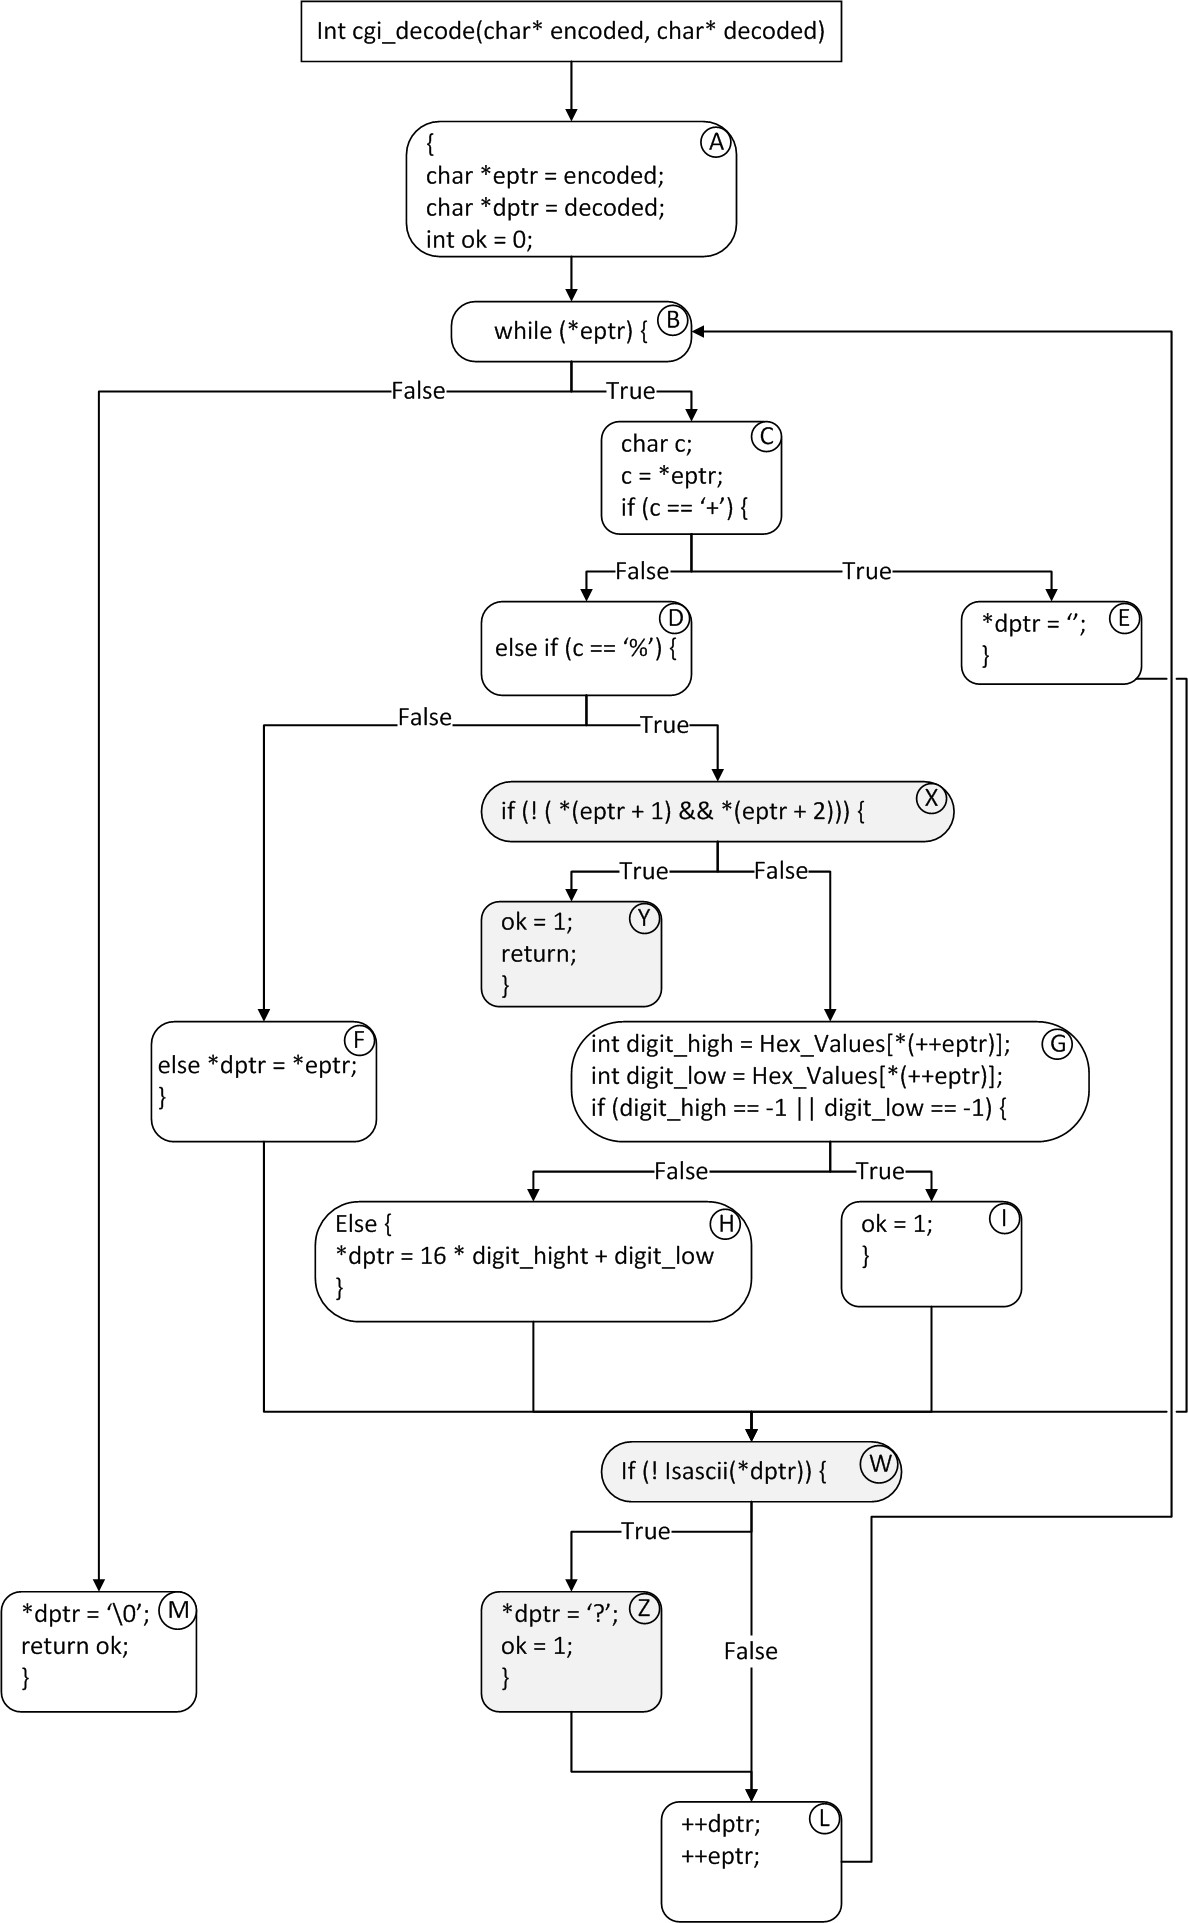 Int cgi_decode(char* encoded, char* decoded)
A
{
char *eptr = encoded;
char *dptr = decoded;
int ok = 0;
B
while (*eptr) {
False
True
C
char c;
c = *eptr;
if (c == ‘+’) {
False
True
D
else if (c == ‘%’) {
E
*dptr = ‘’;
}
False
True
X
if (! ( *(eptr + 1) && *(eptr + 2))) {
True
False
Y
ok = 1;
return;
}
F
else *dptr = *eptr;
}
G
int digit_high = Hex_Values[*(++eptr)];
int digit_low = Hex_Values[*(++eptr)];
if (digit_high == -1 || digit_low == -1) {
False
True
H
Else {
*dptr = 16 * digit_hight + digit_low
}
I
ok = 1;
}
W
If (! Isascii(*dptr)) {
True
False
M
*dptr = ‘\0’;
return ok;
}
Z
*dptr = ‘?’;
ok = 1;
}
L
++dptr;
++eptr;